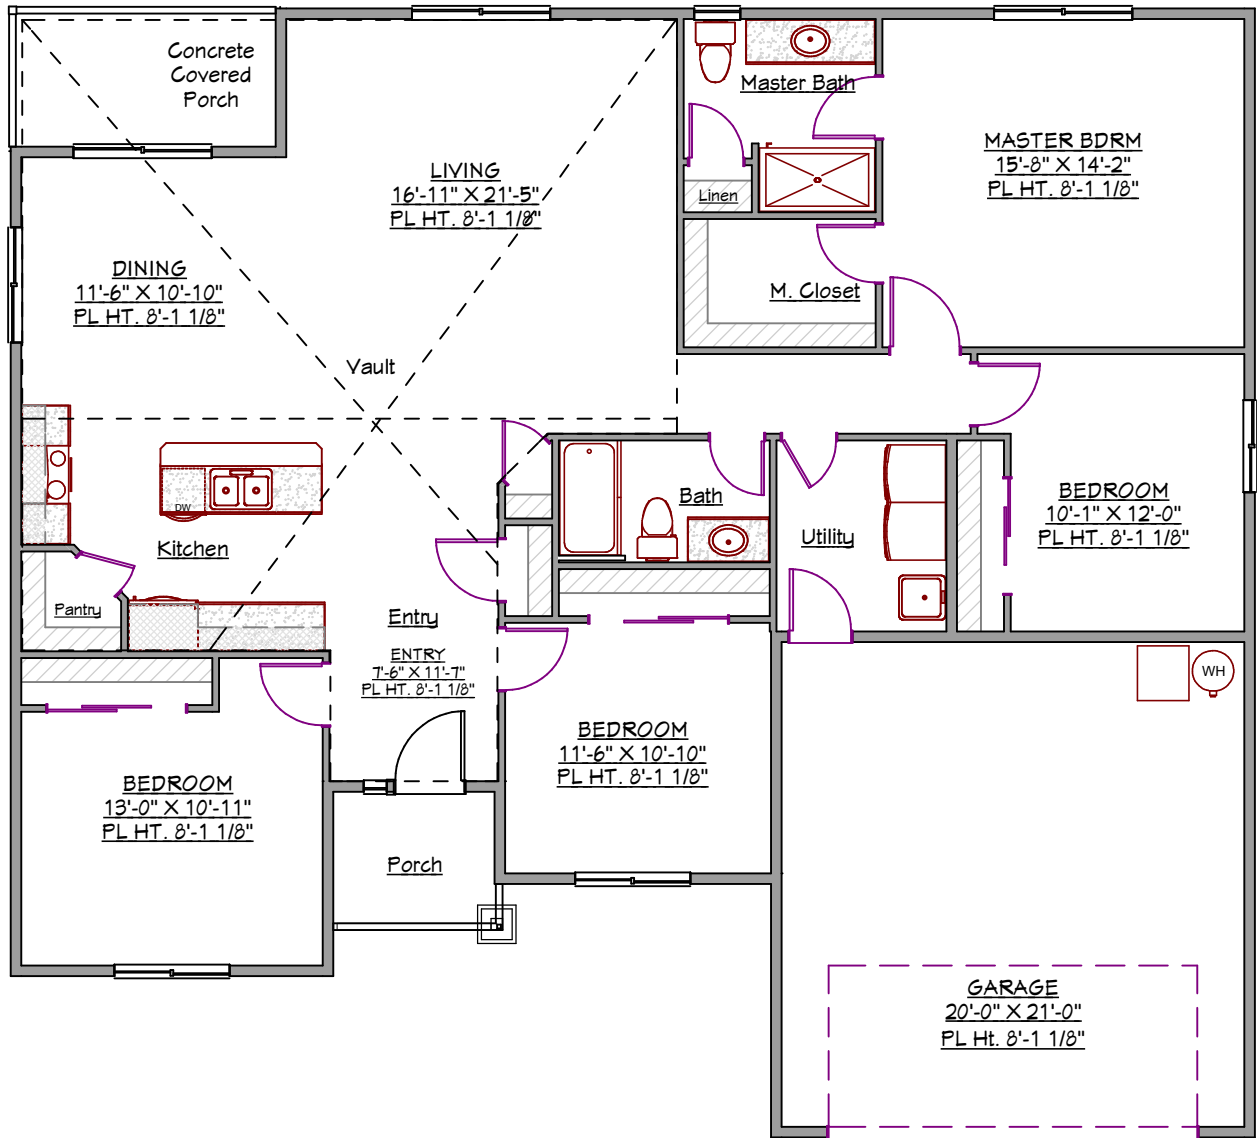 Concrete
Covered
Porch
Master Bath
MASTER BDRM
15'-8" X 14'-2"
PL HT. 8'-1 1/8"
LIVING
16'-11" X 21'-5"
PL HT. 8'-1 1/8"
Linen
DINING
11'-6" X 10'-10"
PL HT. 8'-1 1/8"
M. Closet
Vault
Kitchen
DW
Bath
Utility
BEDROOM
10'-1" X 12'-0"
PL HT. 8'-1 1/8"
Pantry
Entry
ENTRY
7'-6" X 11'-7"
PL HT. 8'-1 1/8"
WH
BEDROOM
11'-6" X 10'-10"
PL HT. 8'-1 1/8"
BEDROOM
13'-0" X 10'-11"
PL HT. 8'-1 1/8"
Porch
GARAGE
20'-0" X 21'-0"
PL Ht. 8'-1 1/8"